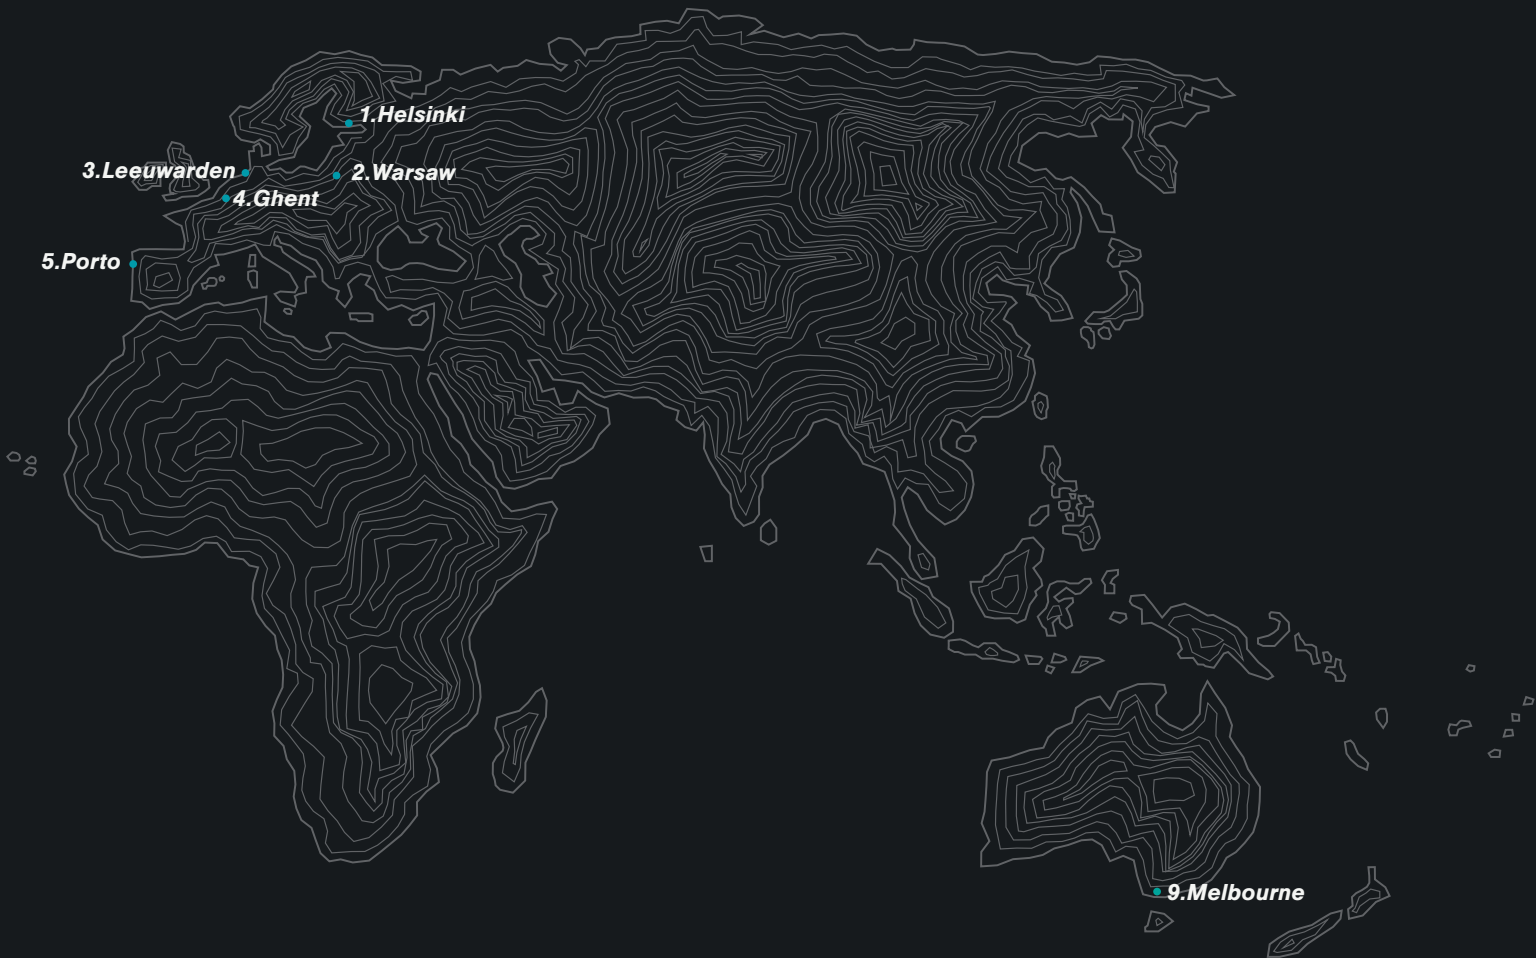 1.Helsinki
3.Leeuwarden
2.Warsaw
4.Ghent
5.Porto
9.Melbourne